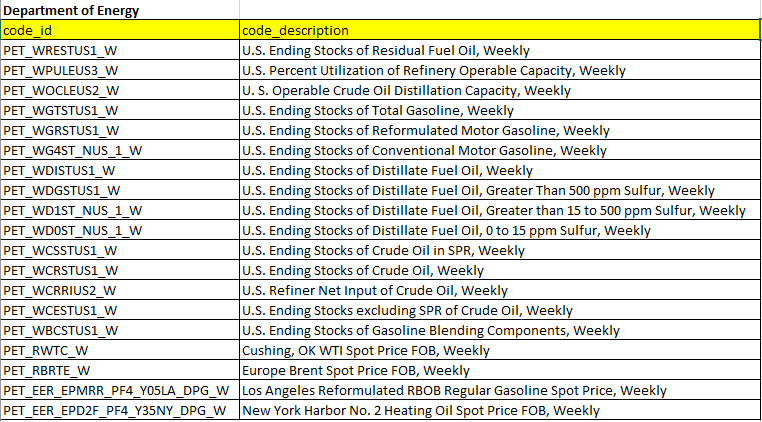 Department of Energy
code_id code_description
PET_WRESTUS1_W U.S. Ending Stocks of Residual Fuel Oil, Weekly
PET_WPULEUS3_W U.S. Percent Utilization of Refinery Operable Capacity, Weekly
PET_WOCLEUS2_W U. S. Operable Crude Oil Distillation Capacity, Weekly
PET_WGTSTUS1_W U.S. Ending Stocks of Total Gasoline, Weekly
PET_WGRSTUS1_W U.S. Ending Stocks of Reformulated Motor Gasoline, Weekly
PET_WG4ST_NUS_1_W U.S. Ending Stocks of Conventional Motor Gasoline, Weekly
PET_WDISTUS1_W U.S. Ending Stocks of Distillate Fuel Oil, Weekly
PET_WDGSTUS1_W U.S. Ending Stocks of Distillate Fuel Oil, Greater Than 500 ppm Sulfur, Weekly
PET_WD1ST_NUS_1_W U.S. Ending Stocks of Distillate Fuel Oil, Greater than 15 to 500 ppm Sulfur, Weekly
PET_WD0ST_NUS_1_W U.S. Ending Stocks of Distillate Fuel Oil, 0 to 15 ppm Sulfur, Weekly
PET_WCSSTUS1_W U.S. Ending Stocks of Crude Oil in SPR, Weekly
PET_WCRSTUS1_W U.S. Ending Stocks of Crude Oil, Weekly
PET_WCRRIUS2_W U.S. Refiner Net Input of Crude Oil, Weekly
PET_WCESTUS1_W U.S. Ending Stocks excluding SPR of Crude Oil, Weekly
PET_WBCSTUS1_W U.S. Ending Stocks of Gasoline Blending Components, Weekly
PET_RWTC_W Cushing, OK WTI Spot Price FOB, Weekly
PET_RBRTE_W Europe Brent Spot Price FOB, Weekly
PET_EER_EPMRR_PF4_Y05LA_DPG_W Los Angeles Reformulated RBOB Regular Gasoline Spot Price, Weekly
PET_EER_EPD2F_PF4_Y35NY_DPG_W New York Harbor No. 2 Heating Oil Spot Price FOB, Weekly